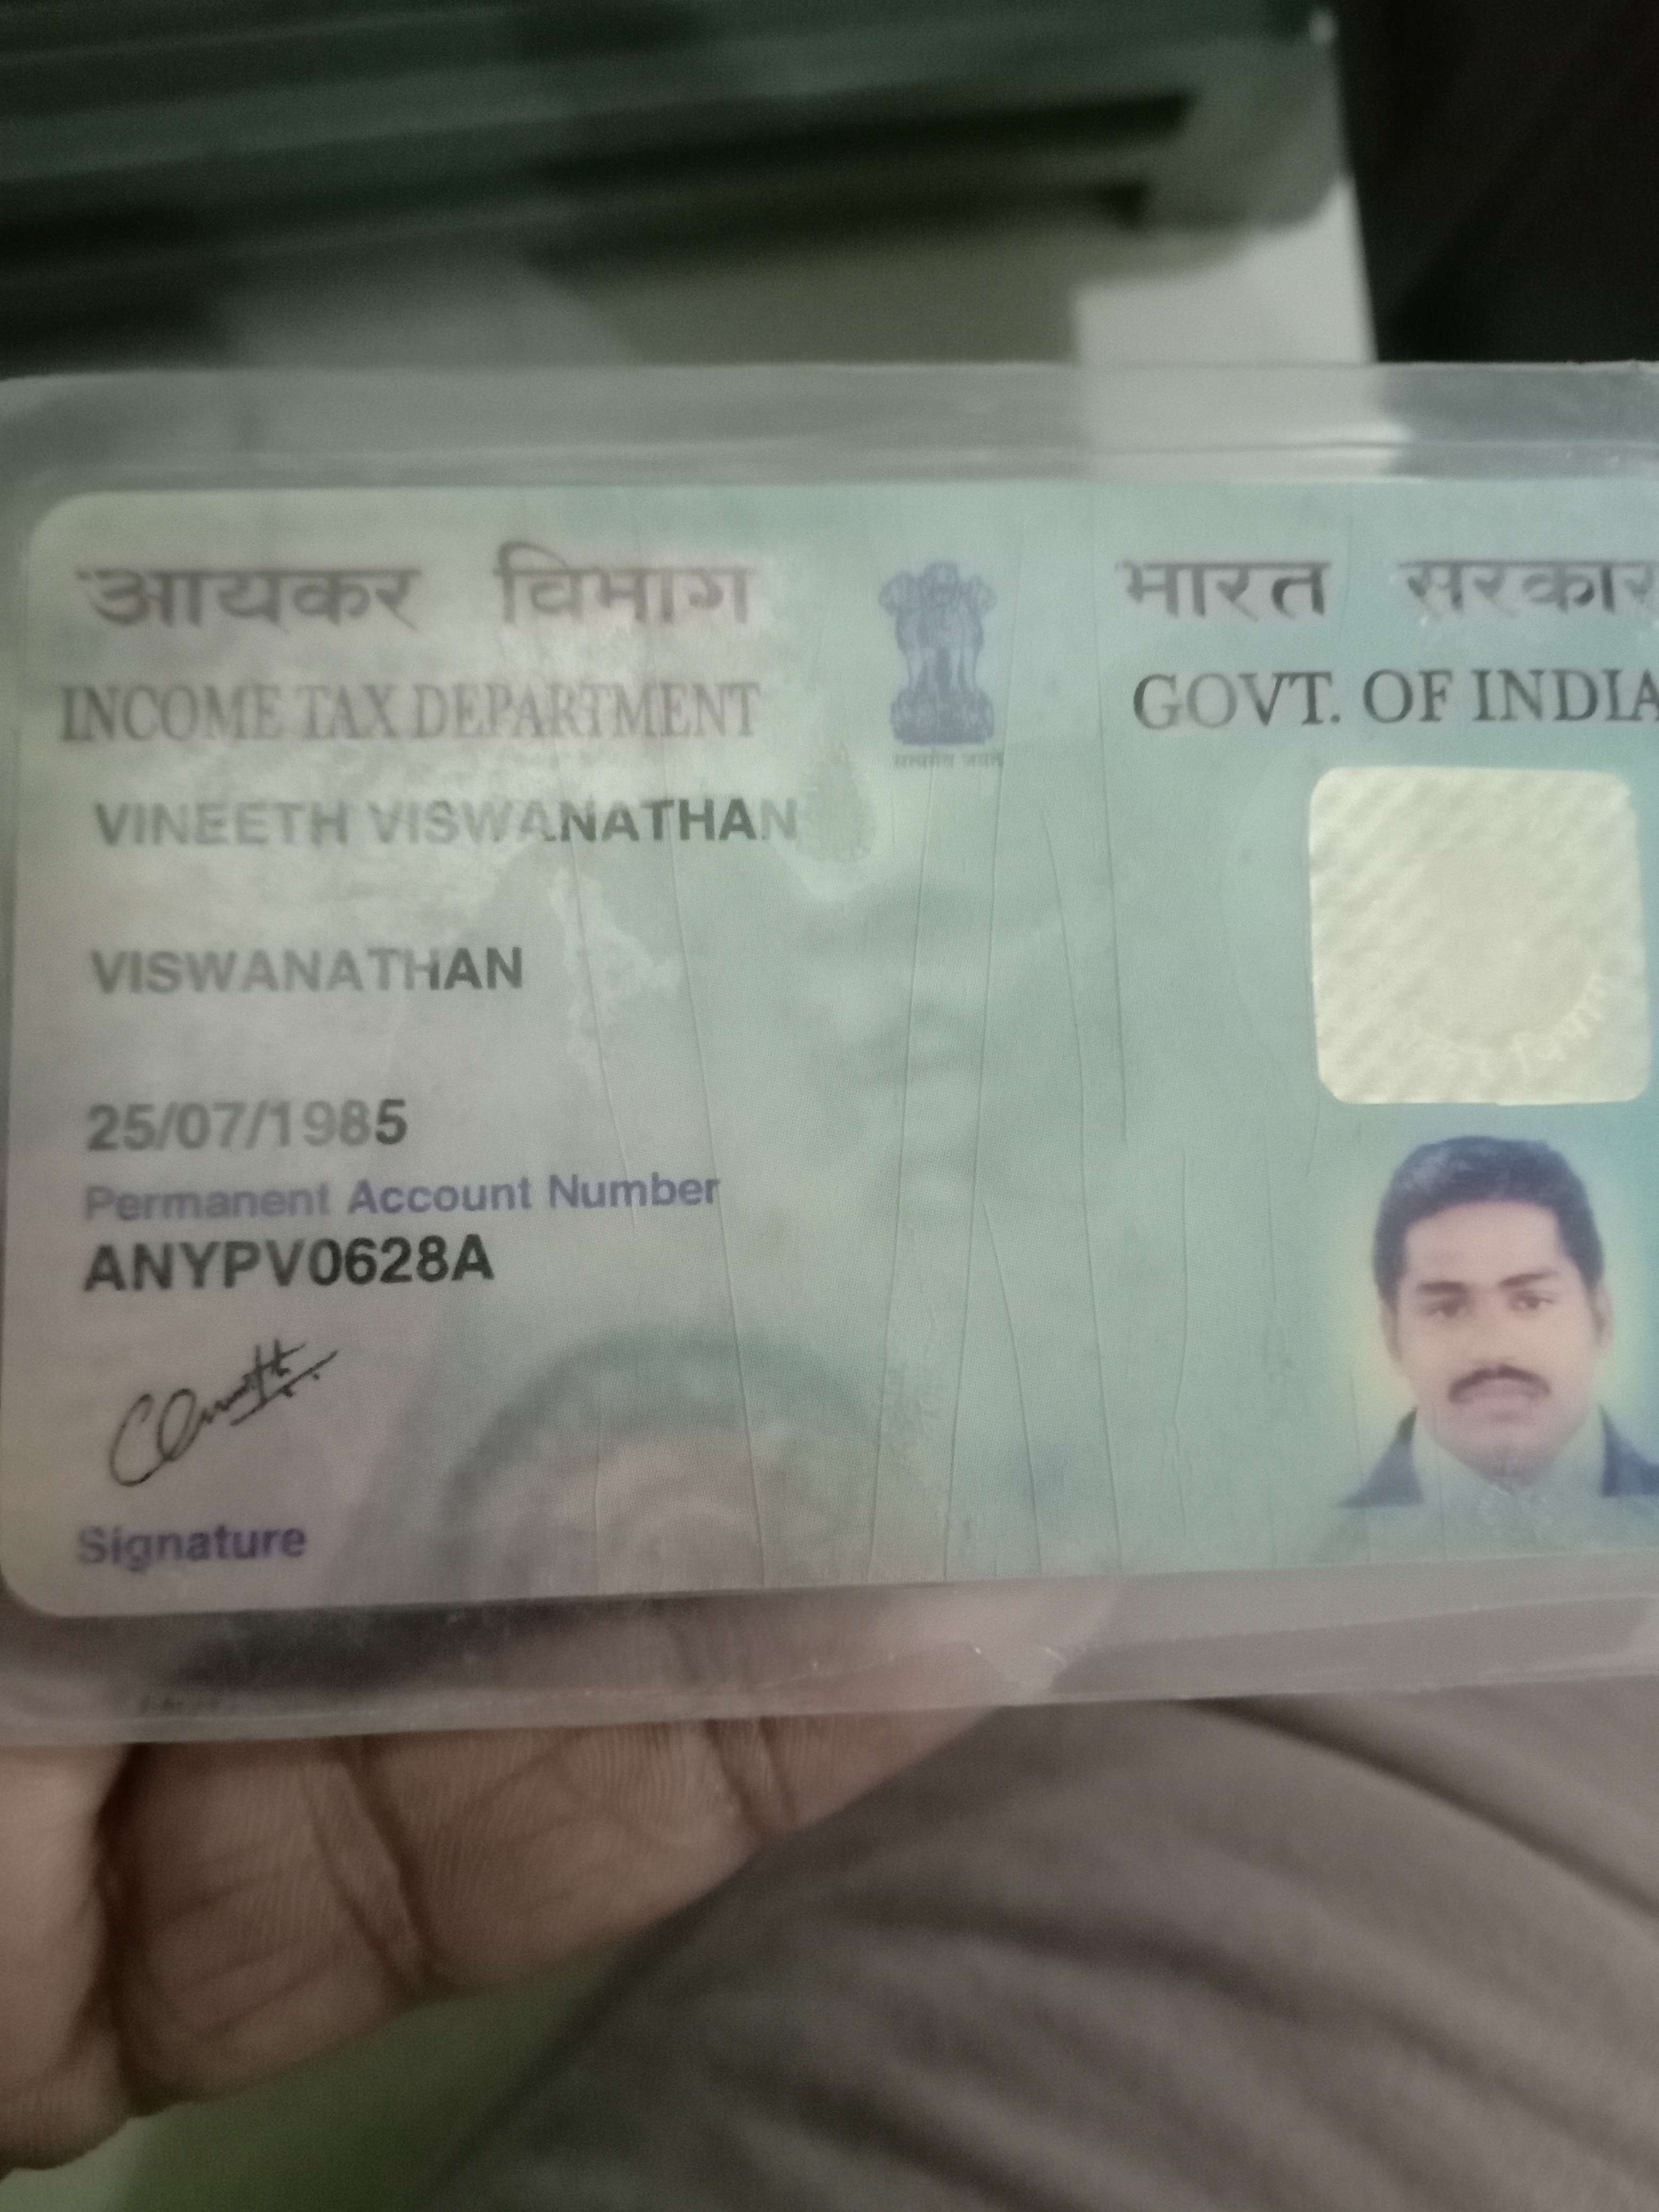 आयकर विभाग
भारत सरकार
INCOME TAX DEPARTMENT
GOVT. OF INDIA
सत्यमेव जयते
VINEETH VISWANATHAN
VISWANATHAN
25/07/1985
Permanent Account Number
ANYPV0628A
Signature